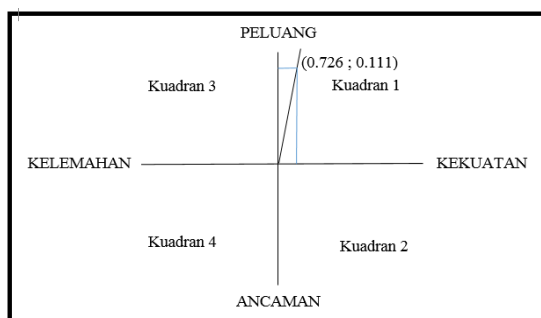 PELUANG
(0.726 ; 0.111)
Kuadran 3
Kuadran 1
KELEMAHAN
KEKUATAN
Kuadran 4
Kuadran 2
ANCAMAN